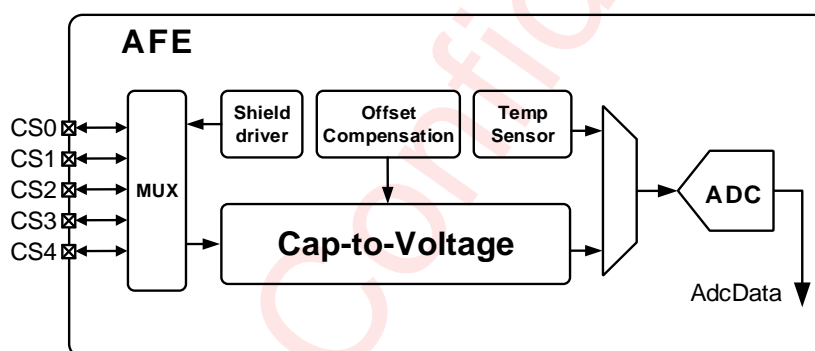 AFE
Shield
driver
Offset
Compensation
Temp
Sensor
CS0
CS1
CS2
CS3
CS4
MUX
Cap-to-Voltage
ADC
AdcData